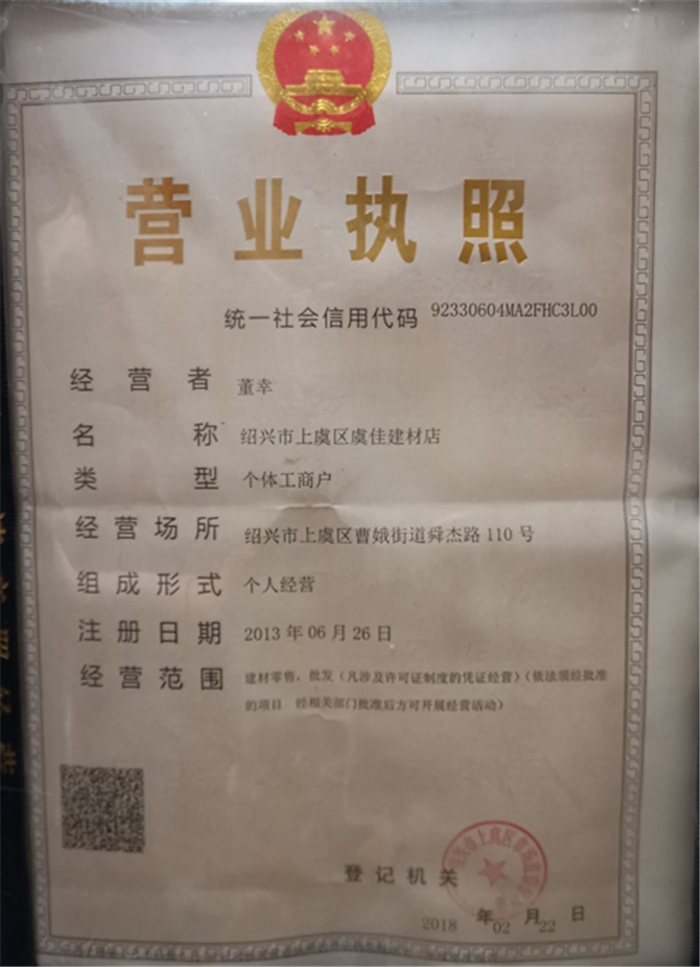 营业执照
统一社会信用代码 92330604MA2FHC3L00
经营者 董幸
名称 绍兴市上虞区虞佳建材店
类型 个体工商户
经营场所 绍兴市上虞区曹娥街道舜杰路110号
组成形式 个人经营
注册日期 2013年06月26日
经营范围 建材零售,批发(凡涉及许可证制度的凭证经营)(依法须经批准
的项目 经相关部门批准后方可开展经营活动)
登记机关
2018年02月22日